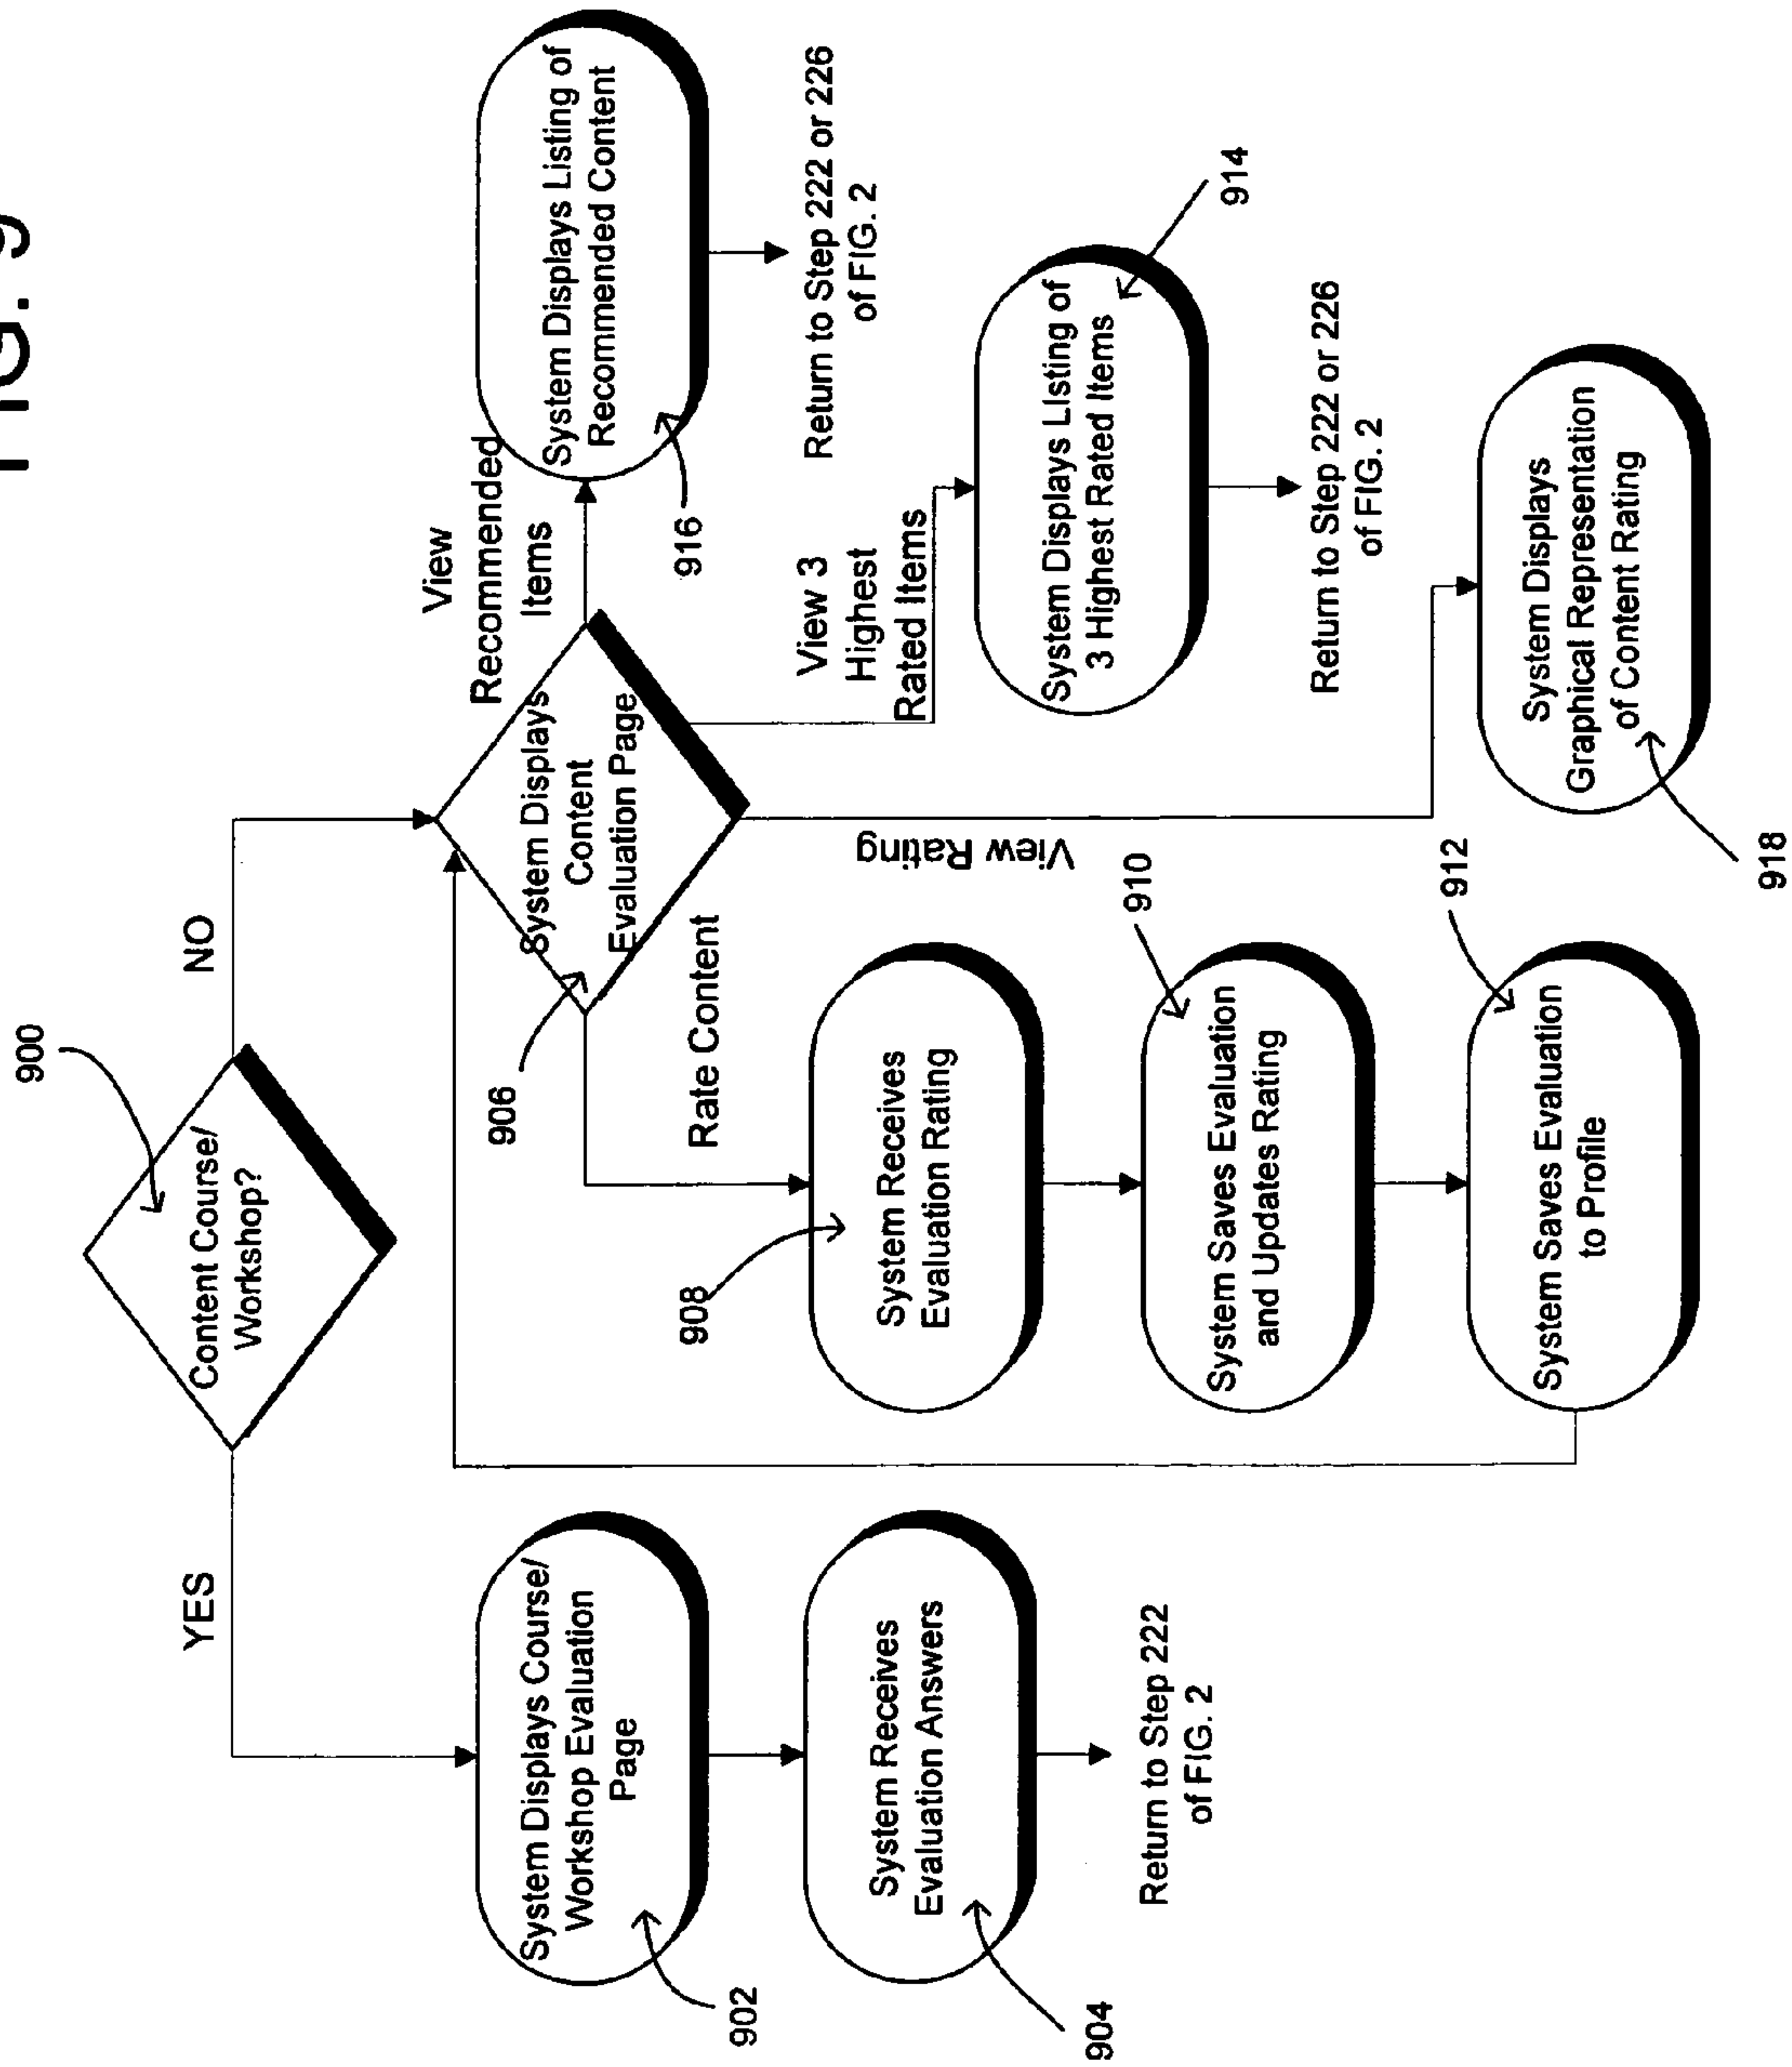 FIG. 9
900
Content Course/
Workshop?
YES
NO
System Displays Course/
Workshop Evaluation
Page
902
System Receives
Evaluation Answers
904
Return to Step 222
of FIG. 2
System Displays
Content
Evaluation Page
906
Rate Content
System Receives
Evaluation Rating
908
System Saves Evaluation
and Updates Rating
910
System Saves Evaluation
to Profile
912
View
Recommended
Items
System Displays Listing of
Recommended Content
916
Return to Step 222 or 226
of FIG. 2
View 3
Highest
Rated Items
System Displays LIsting of
3 Highest Rated Items
914
Return to Step 222 or 226
of FIG. 2
View Rating
System Displays
Graphical Representation
of Content Rating
918